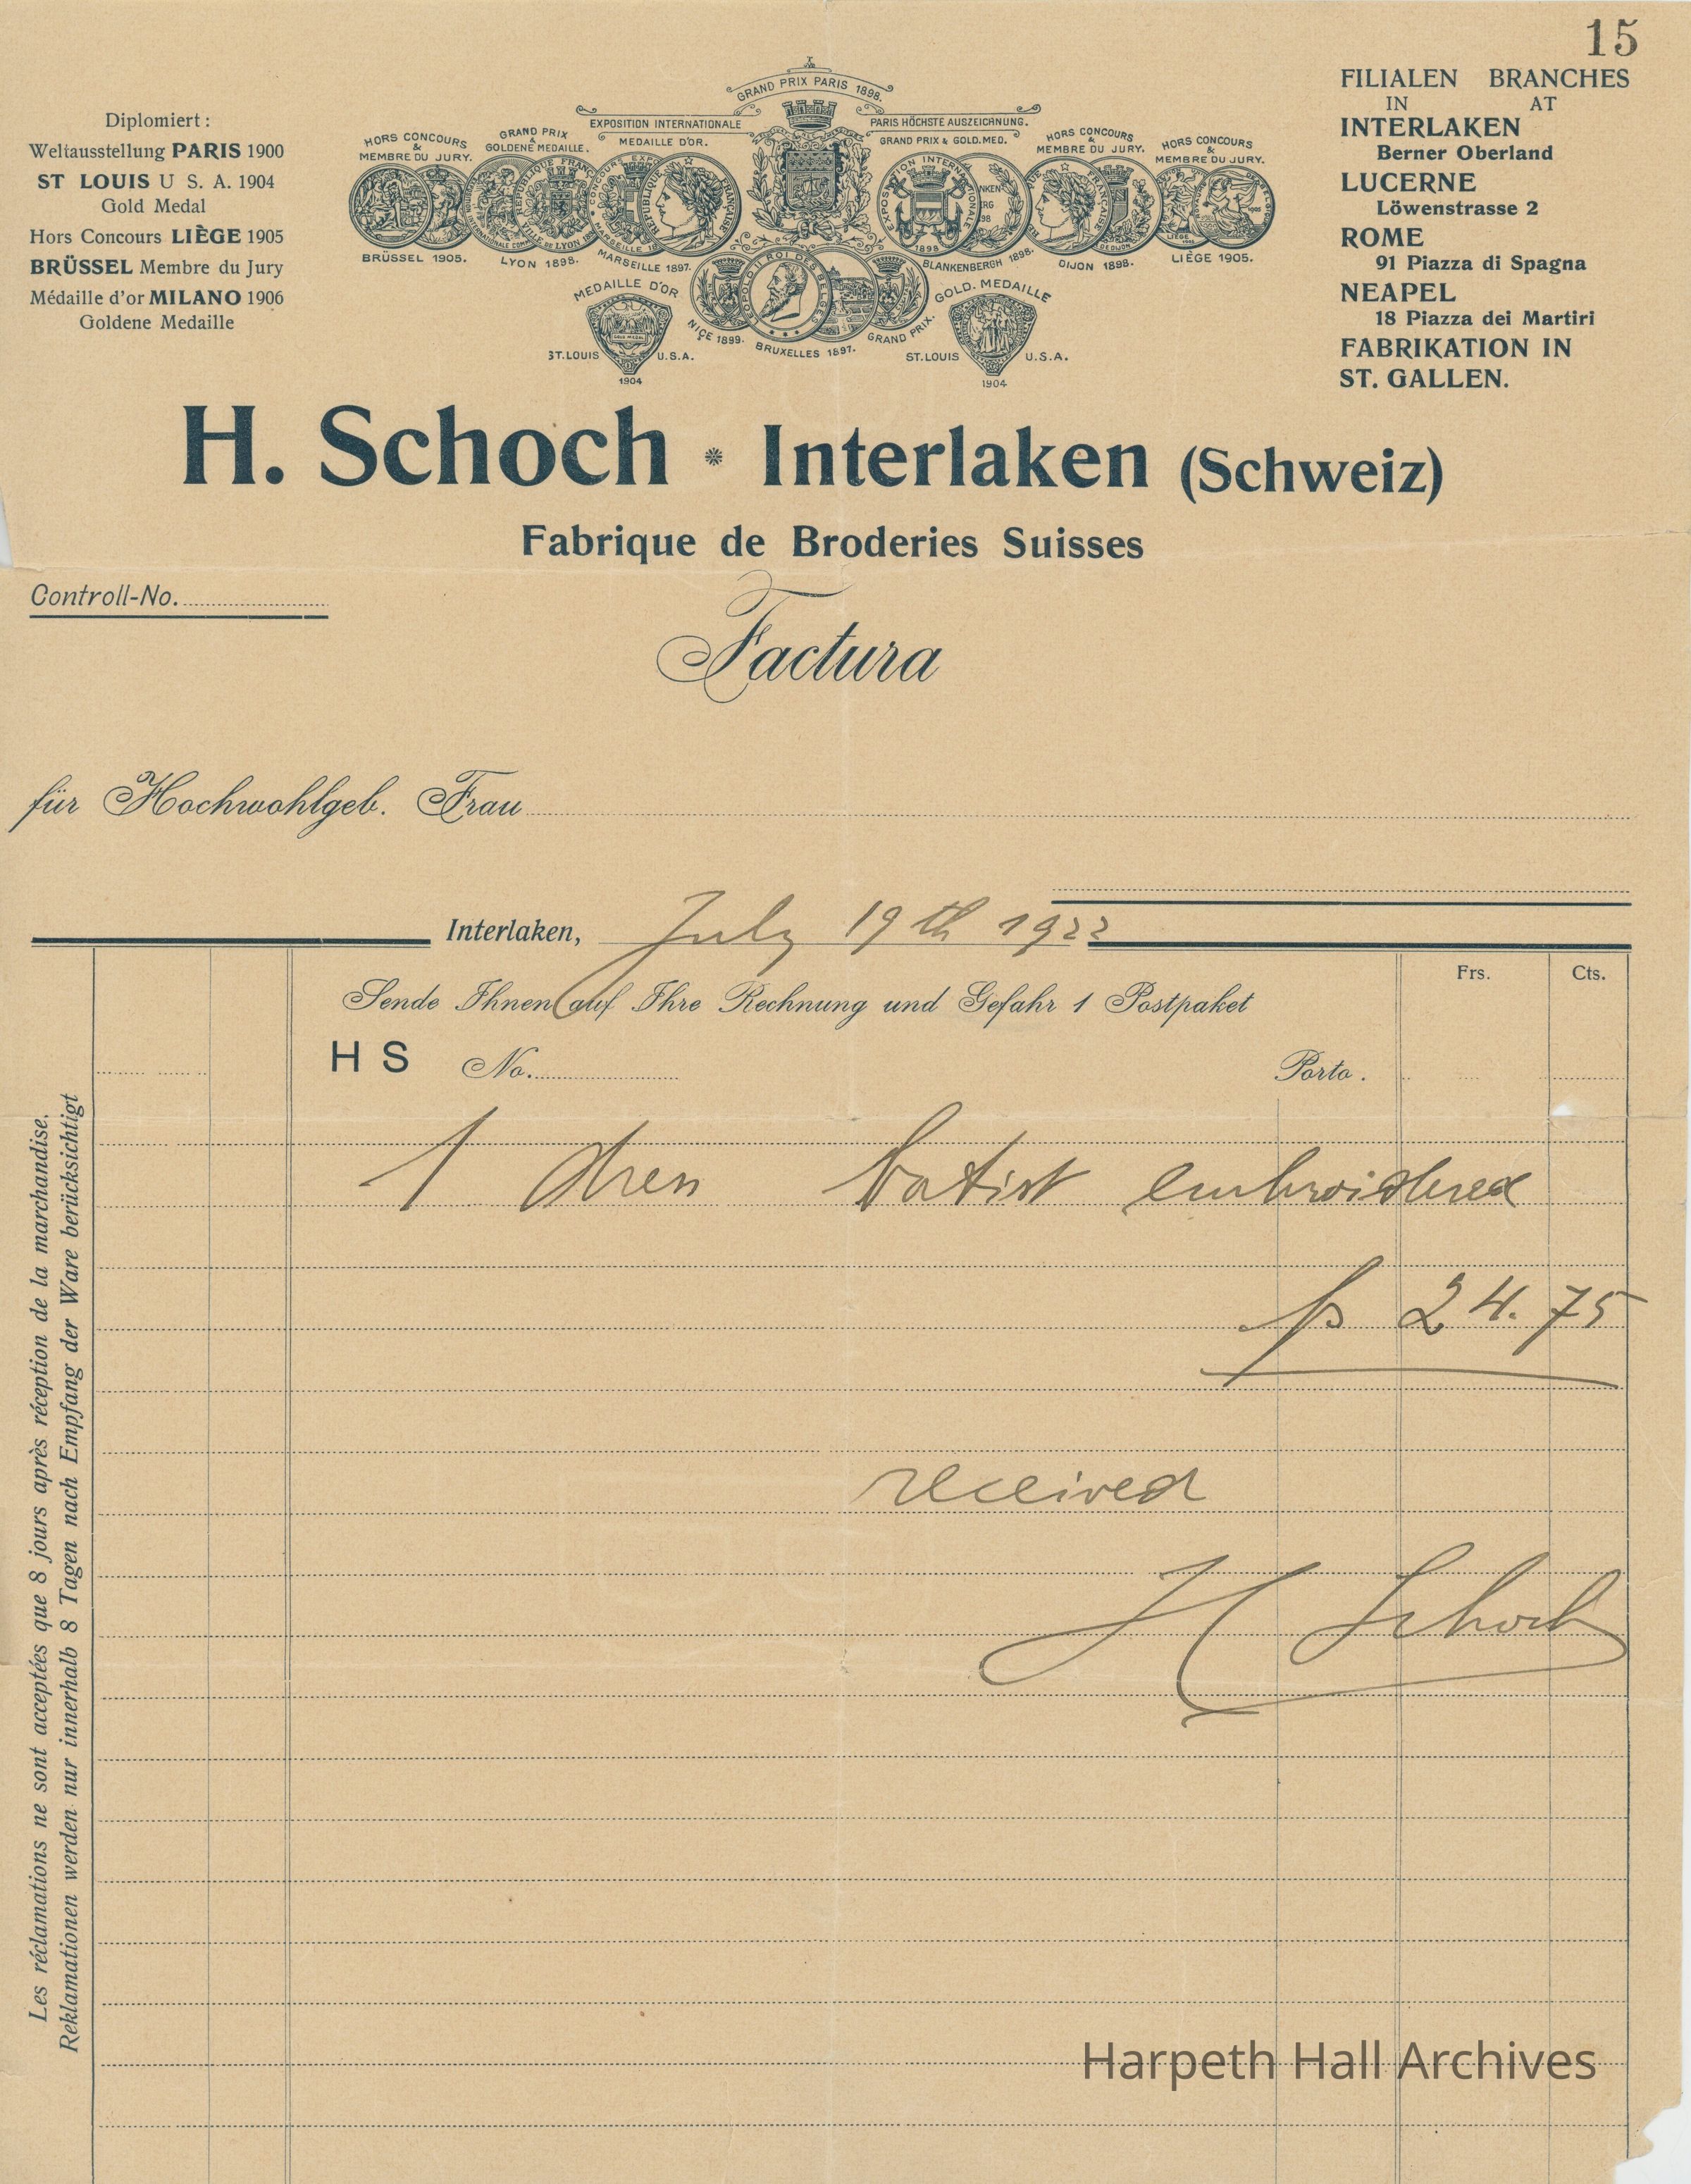 15
FILIALEN BRANCHES
IN AT
INTERLAKEN
Berner Oberland
LUCERNE
Löwenstrasse 2
ROME
91 Piazza di Spagna
NEAPEL
18 Piazza dei Martiri
FABRIKATION IN
ST. GALLEN.
Diplomiert :
Weltausstellung PARIS 1900
ST LOUIS U S. A. 1904
Gold Medal
Hors Concours LIÈGE 1905
BRÜSSEL Membre du Jury
Médaille d'or MILANO 1906
Goldene Medaille
GRAND PRIX PARIS 1898.
EXPOSITION INTERNATIONALE
PARIS HÖCHSTE AUSZEICHNUNG.
HORS CONCOURS
&
MEMBRE DU JURY.
GRAND PRIX
&
GOLDENE MEDAILLE.
MEDAILLE D'OR.
GRAND PRIX & GOLD. MED.
HORS CONCOURS
&
MEMBRE DU JURY.
HORS CONCOURS
&
MEMBRE DU JURY.
BRÜSSEL 1905.
LYON 1898.
MARSEILLE 1897.
BLANKENBERGH 1898.
DIJON 1898.
LIÈGE 1905.
MEDAILLE D'OR
NICE 1899.
BRUXELLES 1897.
GRAND PRIX.
GOLD. MEDAILLE
ST. LOUIS U.S.A.
1904
ST. LOUIS U.S.A.
1904
H. Schoch * Interlaken (Schweiz)
Fabrique de Broderies Suisses
Controll-No.
Factura
für Hochwohlgeb. Frau
Interlaken, July 19th 1922
Frs. Cts.
Sende Ihnen auf Ihre Rechnung und Gefahr 1 Postpaket
H S No. Porto.
1 dress batist embroidered
frs 24.75
received
H Schoch
Les réclamations ne sont acceptées que 8 jours après réception de la marchandise.
Reklamationen werden nur innerhalb 8 Tagen nach Empfang der Ware berücksichtigt
Harpeth Hall Archives